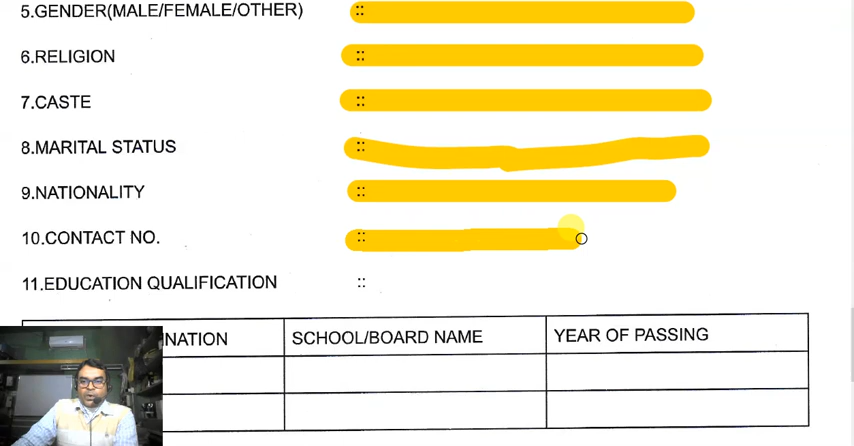 5.GENDER(MALE/FEMALE/OTHER) ::
6.RELIGION ::
7.CASTE ::
8.MARITAL STATUS ::
9.NATIONALITY ::
10.CONTACT NO. ::
11.EDUCATION QUALIFICATION ::
NATION SCHOOL/BOARD NAME YEAR OF PASSING